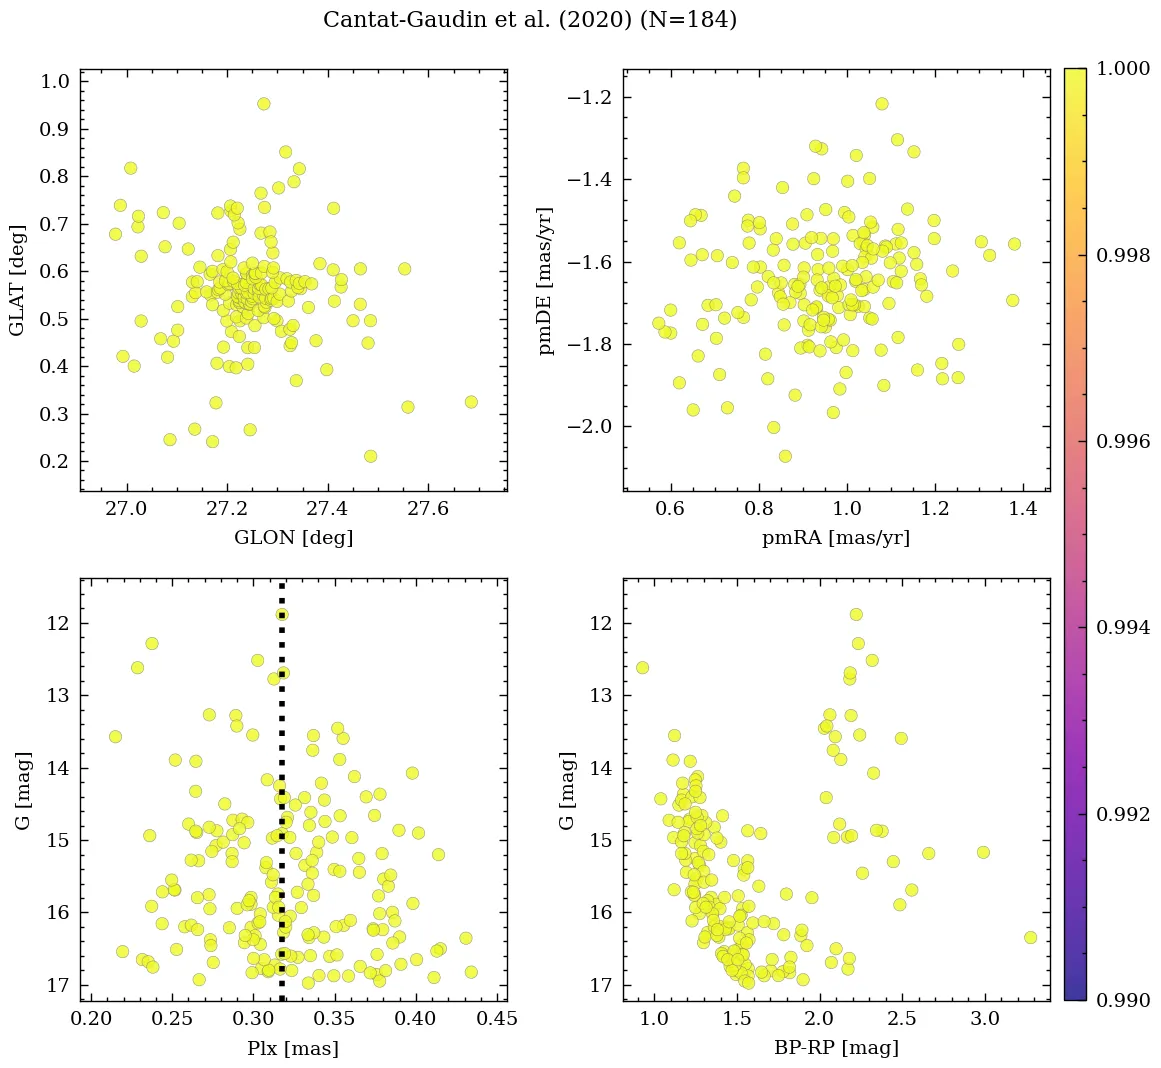 Cantat-Gaudin et al. (2020) (N=184)
1.0
0.9
0.8
0.7
0.6
0.5
0.4
0.3
0.2
GLAT [deg]
27.0 27.2 27.4 27.6
GLON [deg]
−1.2
−1.4
−1.6
−1.8
−2.0
pmDE [mas/yr]
0.6 0.8 1.0 1.2 1.4
pmRA [mas/yr]
12
13
14
15
16
17
G [mag]
0.20 0.25 0.30 0.35 0.40 0.45
Plx [mas]
12
13
14
15
16
17
G [mag]
1.0 1.5 2.0 2.5 3.0
BP-RP [mag]
1.000
0.998
0.996
0.994
0.992
0.990